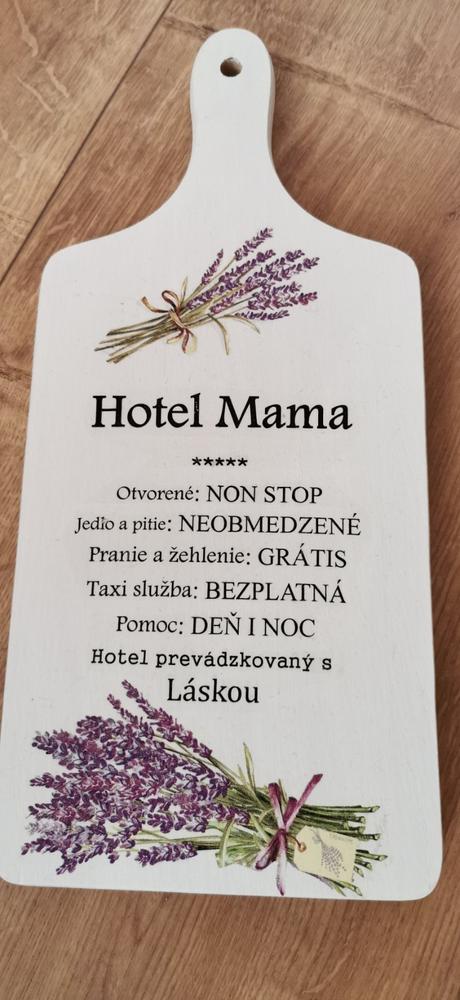 Hotel Mama
*****
Otvorené: NON STOP
Jedlo a pitie: NEOBMEDZENÉ
Pranie a žehlenie: GRÁTIS
Taxi služba: BEZPLATNÁ
Pomoc: DEŇ I NOC
Hotel prevádzkovaný s
Láskou